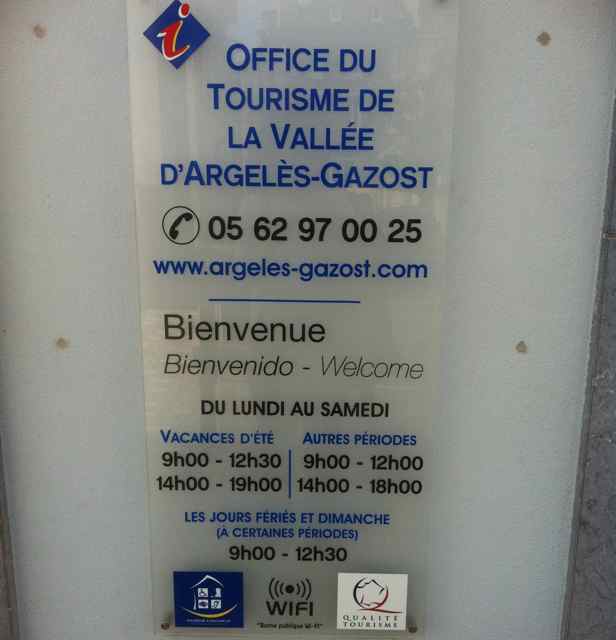 i
OFFICE DU
TOURISME DE
LA VALLÉE
D'ARGELÈS-GAZOST
05 62 97 00 25
www.argeles-gazost.com
Bienvenue
Bienvenido - Welcome
DU LUNDI AU SAMEDI
VACANCES D'ÉTÉ
9h00 - 12h30
14h00 - 19h00
AUTRES PÉRIODES
9h00 - 12h00
14h00 - 18h00
LES JOURS FÉRIÉS ET DIMANCHE
(À CERTAINES PÉRIODES)
9h00 - 12h30
WIFI
"Borne publique Wi-Fi"
QUALITÉ
TOURISME